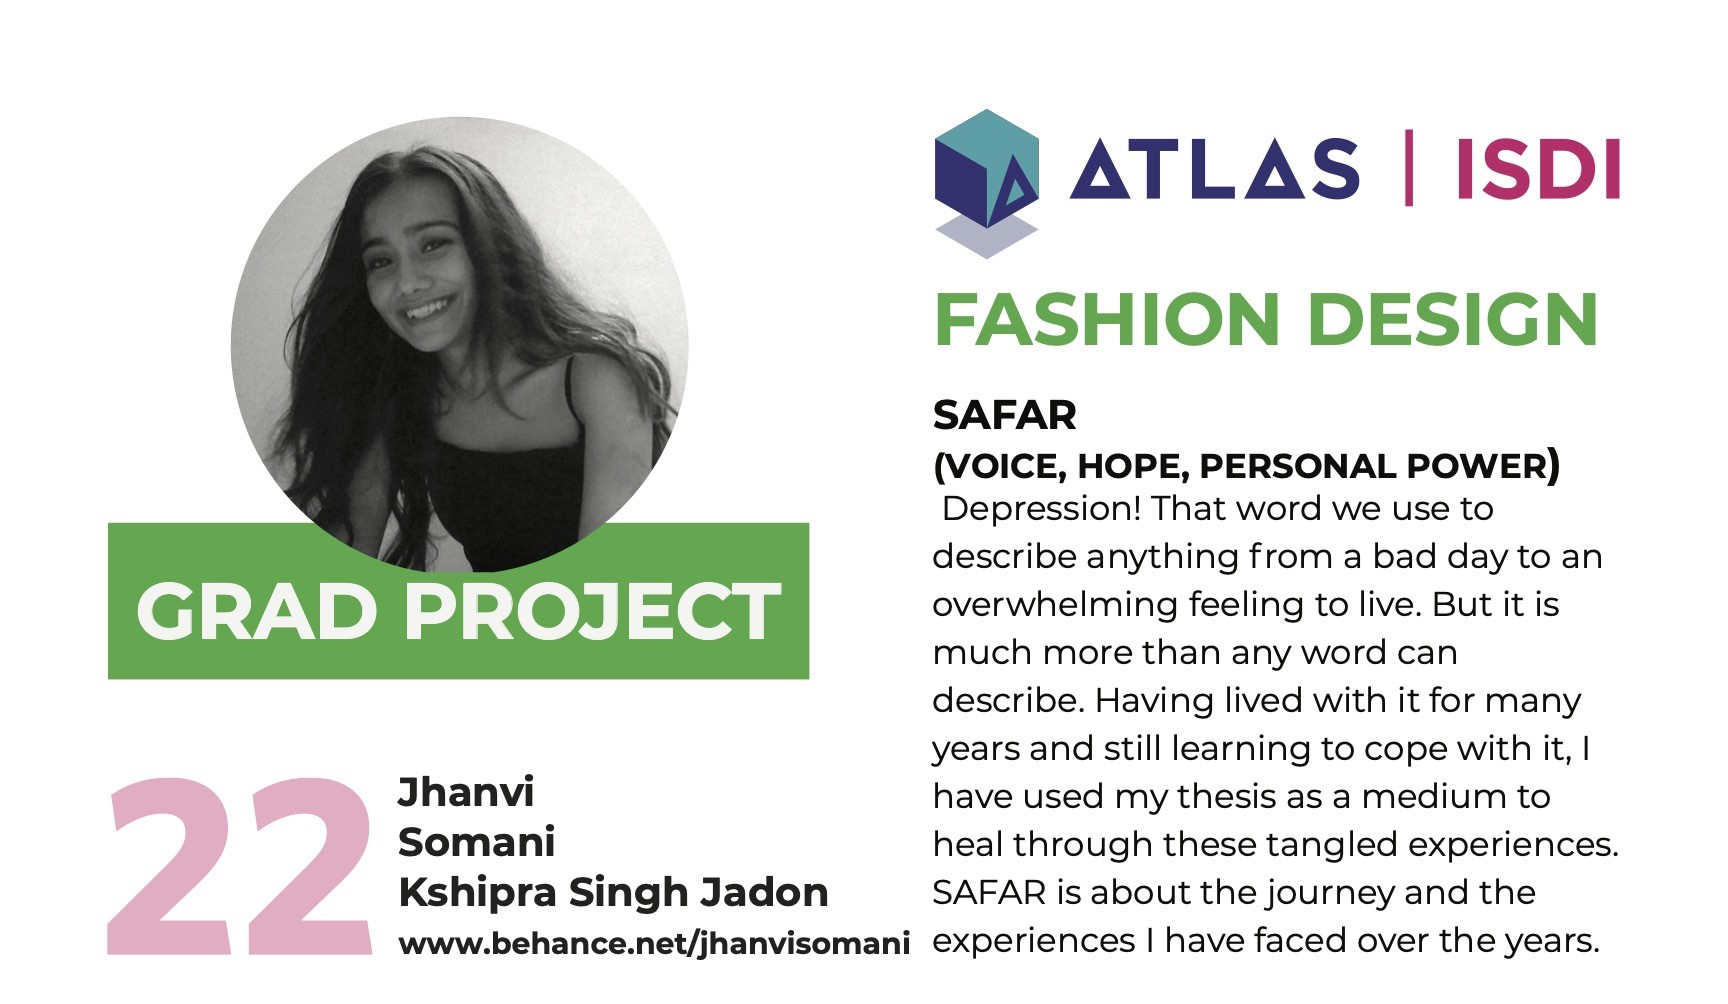 GRAD PROJECT
22
Jhanvi
Somani
Kshipra Singh Jadon
www.behance.net/jhanvisomani
ATLAS | ISDI
FASHION DESIGN
SAFAR
(VOICE, HOPE, PERSONAL POWER)
Depression! That word we use to
describe anything from a bad day to an
overwhelming feeling to live. But it is
much more than any word can
describe. Having lived with it for many
years and still learning to cope with it, I
have used my thesis as a medium to
heal through these tangled experiences.
SAFAR is about the journey and the
experiences I have faced over the years.